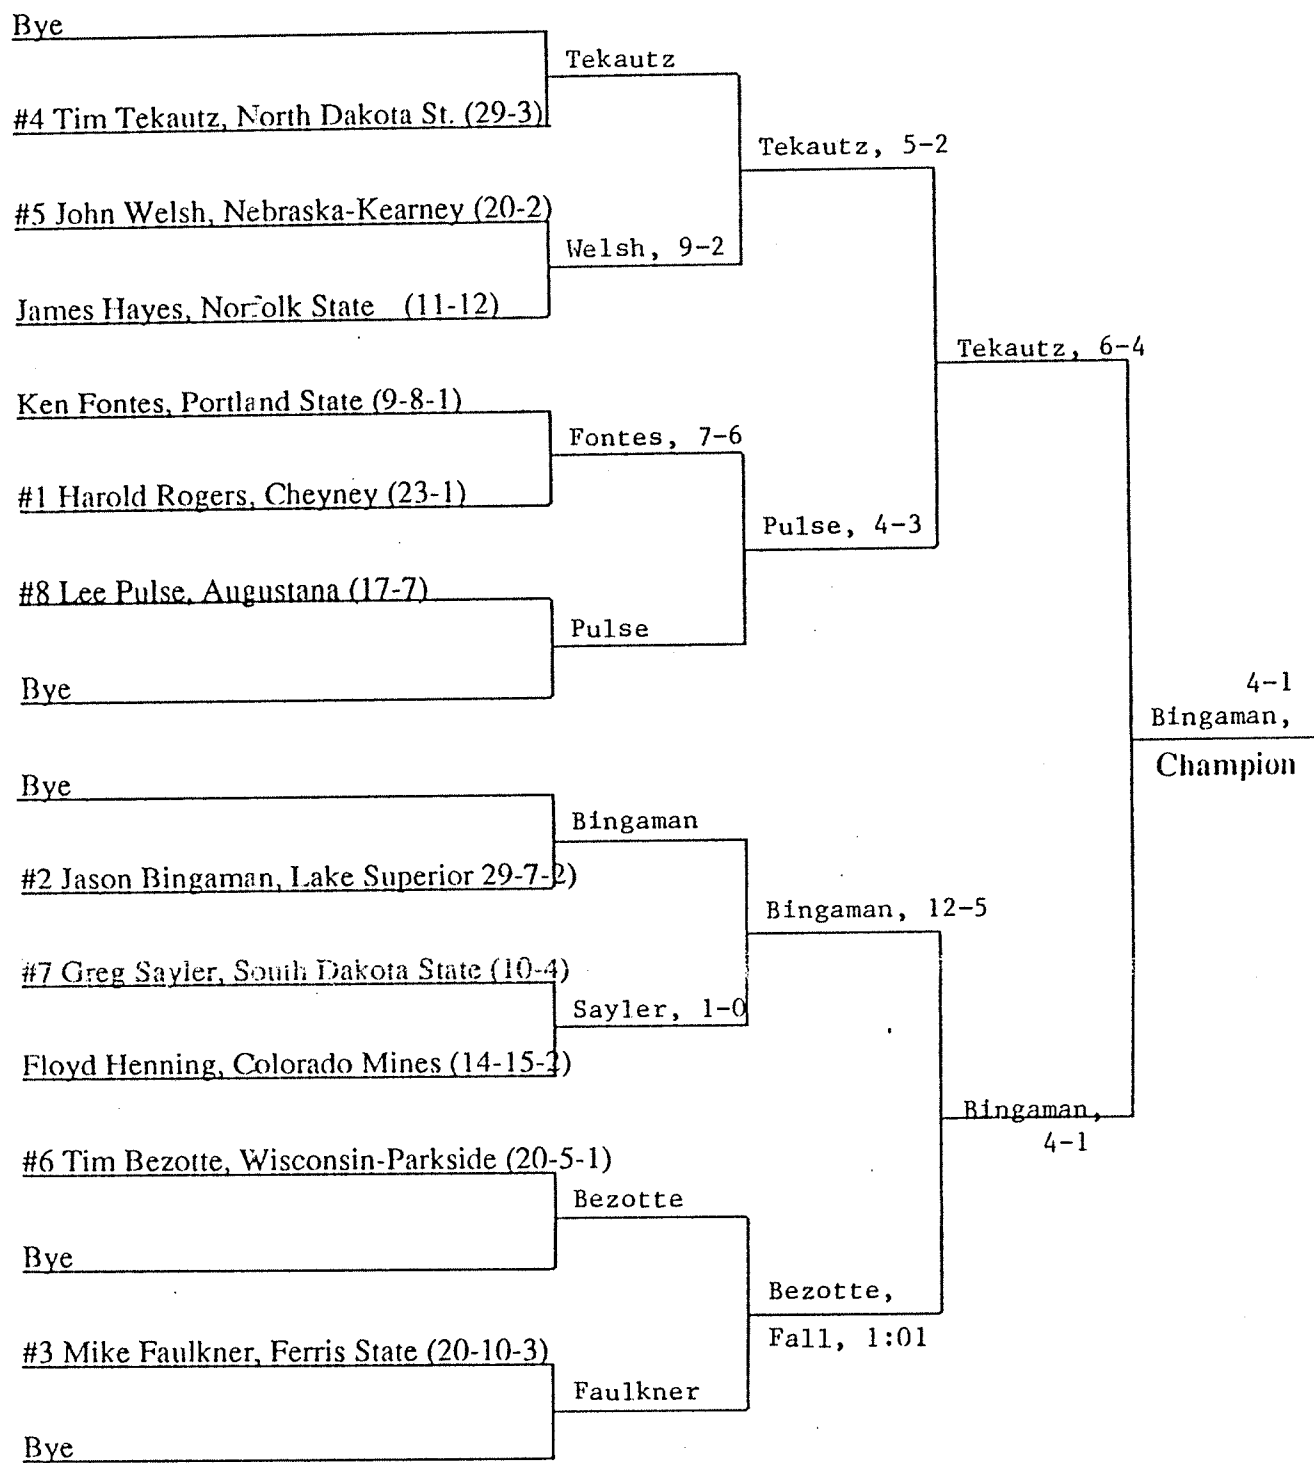 Bye
#4 Tim Tekautz, North Dakota St. (29-3)
#5 John Welsh, Nebraska-Kearney (20-2)
James Hayes, Norfolk State (11-12)
Ken Fontes, Portland State (9-8-1)
#1 Harold Rogers, Cheyney (23-1)
#8 Lee Pulse, Augustana (17-7)
Bye
Bye
#2 Jason Bingaman, Lake Superior 29-7-2)
#7 Greg Sayler, South Dakota State (10-4)
Floyd Henning, Colorado Mines (14-15-2)
#6 Tim Bezotte, Wisconsin-Parkside (20-5-1)
Bye
#3 Mike Faulkner, Ferris State (20-10-3)
Bye
Tekautz
Welsh, 9-2
Fontes, 7-6
Pulse
Bingaman
Sayler, 1-0
Bezotte
Faulkner
Tekautz, 5-2
Pulse, 4-3
Bingaman, 12-5
Bezotte,
Fall, 1:01
Tekautz, 6-4
Bingaman,
4-1
4-1
Bingaman,
Champion